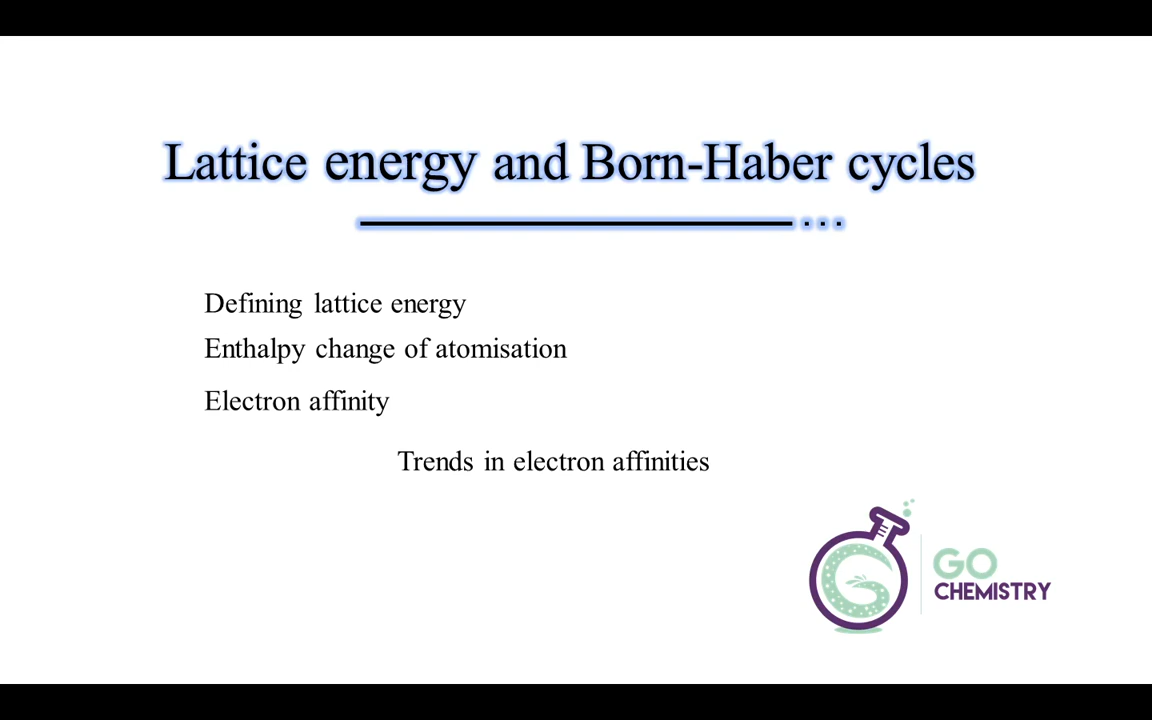 Lattice energy and Born-Haber cycles
Defining lattice energy
Enthalpy change of atomisation
Electron affinity
Trends in electron affinities
GO
CHEMISTRY